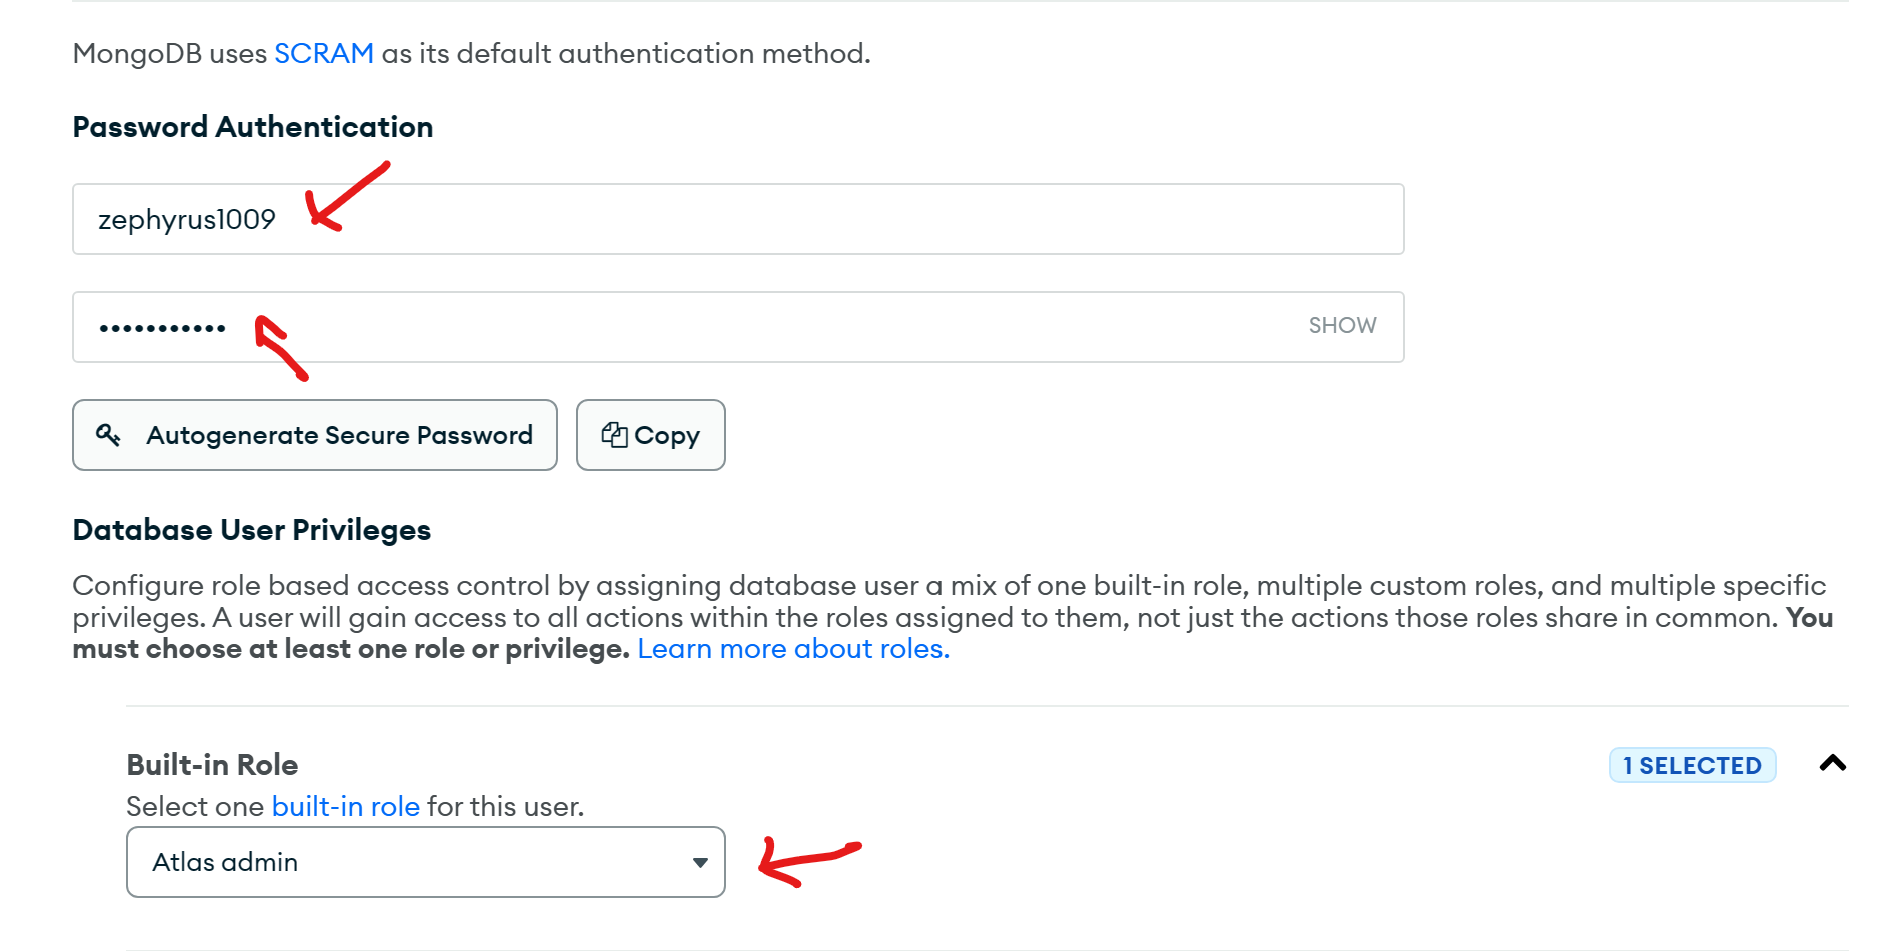 MongoDB uses SCRAM as its default authentication method.
Password Authentication
zephyrus1009
•••••••••••
SHOW
Autogenerate Secure Password
Copy
Database User Privileges
Configure role based access control by assigning database user a mix of one built-in role, multiple custom roles, and multiple specific
privileges. A user will gain access to all actions within the roles assigned to them, not just the actions those roles share in common. You
must choose at least one role or privilege. Learn more about roles.
Built-in Role
1 SELECTED
Select one built-in role for this user.
Atlas admin